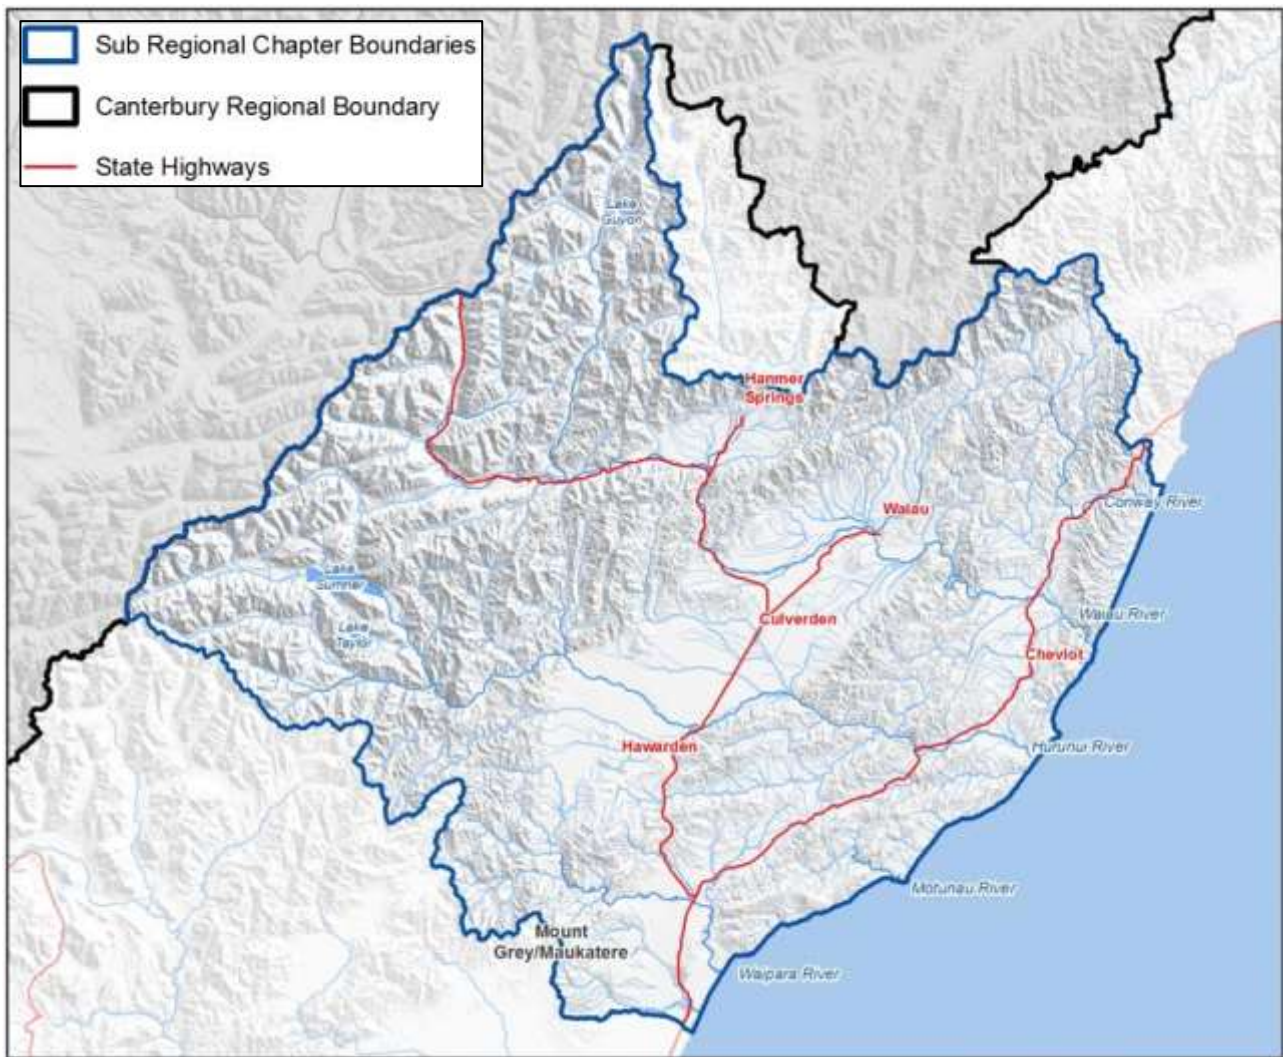 Sub Regional Chapter Boundaries
Canterbury Regional Boundary
State Highways
Lake
Guyon
Hanmer
Springs
Conway River
Waiau
Lake
Sumner
Waiau River
Culverden
Lake
Taylor
Cheviot
Hawarden
Hurunui River
Motunau River
Mount
Grey/Maukatere
Waipara River